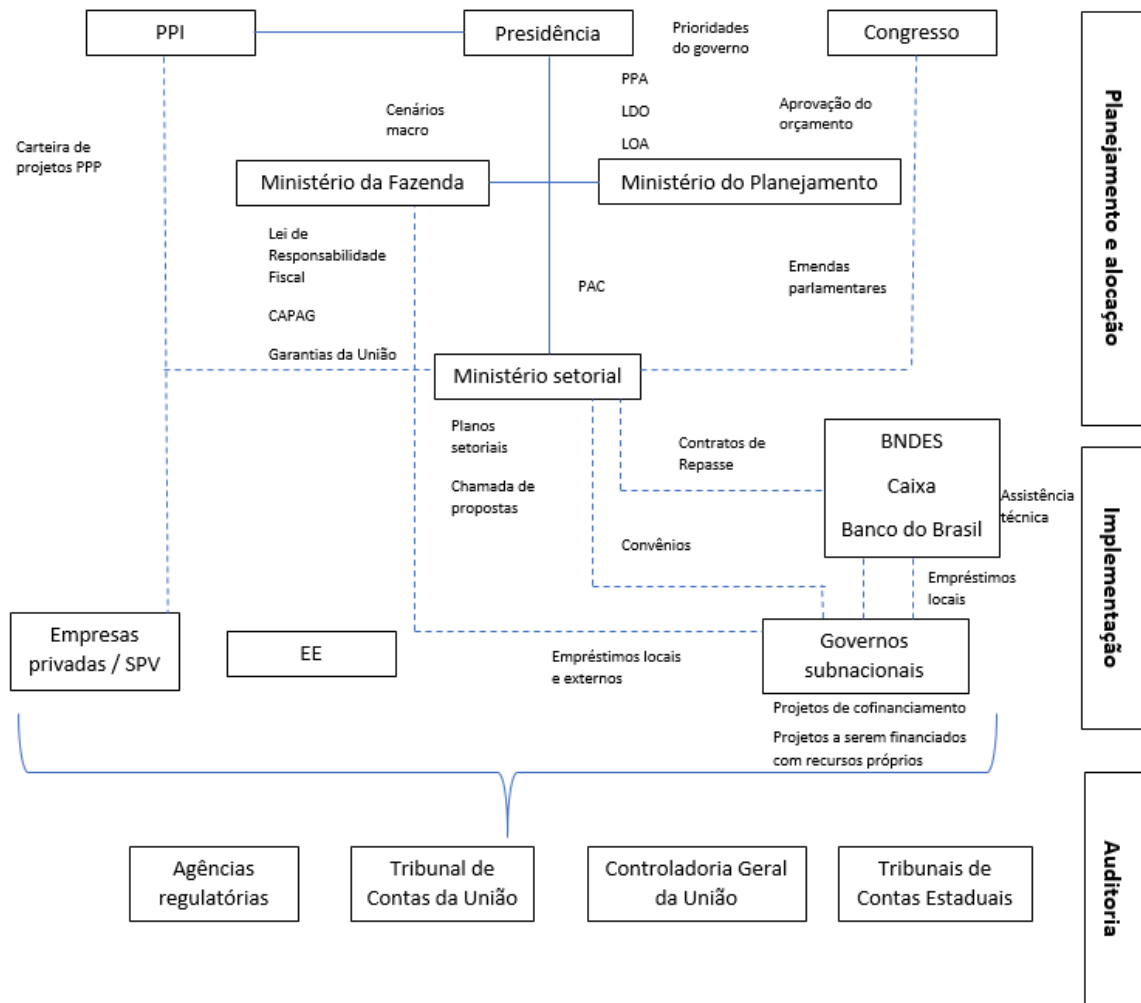 PPI
Presidência
Prioridades
do governo
Congresso
PPA
LDO
LOA
Cenários
macro
Aprovação do
orçamento
Carteira de
projetos PPP
Ministério da Fazenda
Ministério do Planejamento
Lei de
Responsabilidade
Fiscal
CAPAG
Garantias da União
PAC
Emendas
parlamentares
Ministério setorial
Planejamento e alocação
Planos
setoriais
Chamada de
propostas
Contratos de
Repasse
Convênios
BNDES
Caixa
Banco do Brasil
Assistência
técnica
Empréstimos
locais
Empresas
privadas / SPV
EE
Empréstimos locais
e externos
Governos
subnacionais
Projetos de cofinanciamento
Projetos a serem financiados
com recursos próprios
Implementação
Agências
regulatórias
Tribunal de
Contas da União
Controladoria Geral
da União
Tribunais de
Contas Estaduais
Auditoria